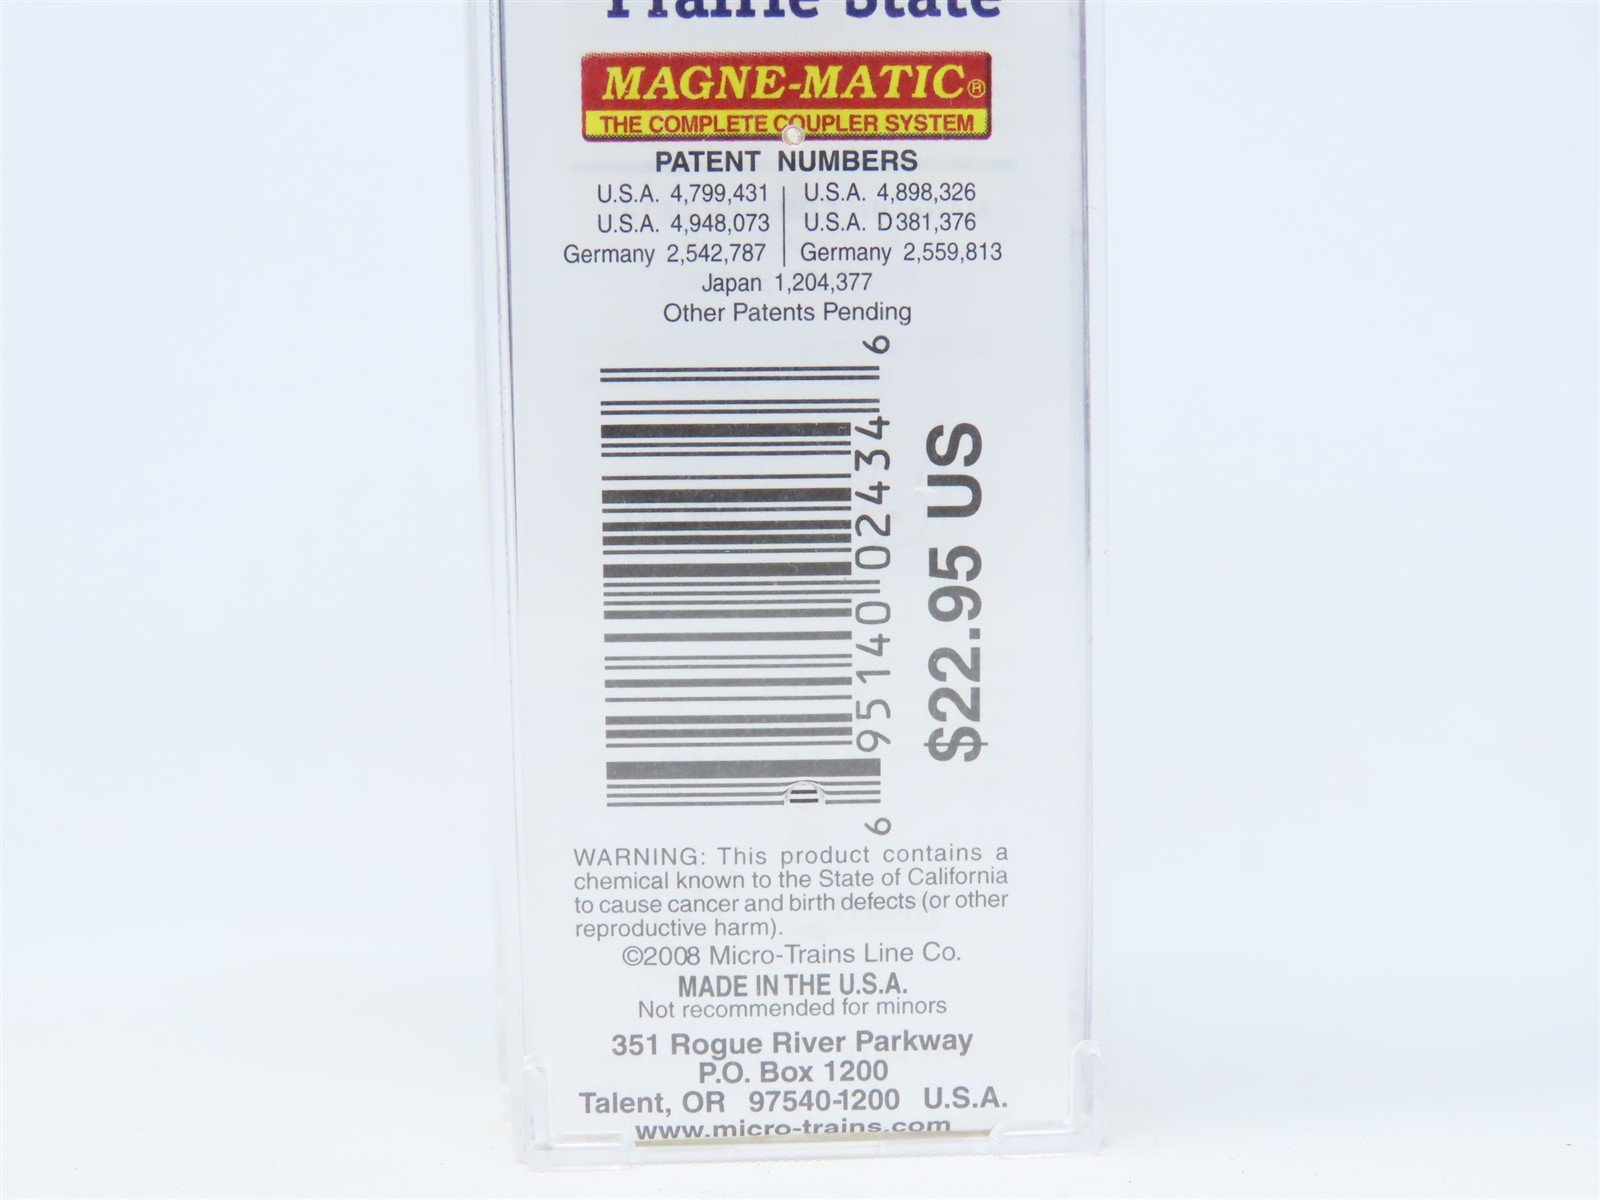 Prairie State
MAGNE-MATIC®
THE COMPLETE COUPLER SYSTEM
PATENT NUMBERS
U.S.A. 4,799,431 U.S.A. 4,898,326
U.S.A. 4,948,073 U.S.A. D381,376
Germany 2,542,787 Germany 2,559,813
Japan 1,204,377
Other Patents Pending
6 95140 02434 6
$22.95 US
WARNING: This product contains a
chemical known to the State of California
to cause cancer and birth defects (or other
reproductive harm).
©2008 Micro-Trains Line Co.
MADE IN THE U.S.A.
Not recommended for minors
351 Rogue River Parkway
P.O. Box 1200
Talent, OR 97540-1200 U.S.A.
www.micro-trains.com